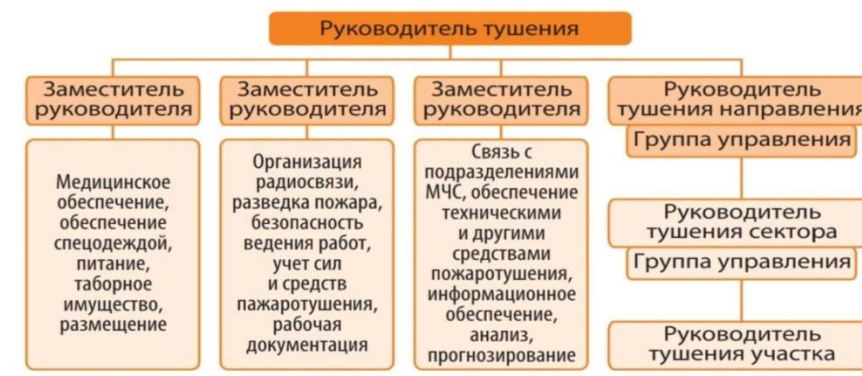 Руководитель тушения
Заместитель
руководителя
Заместитель
руководителя
Заместитель
руководителя
Руководитель
тушения направления
Группа управления
Медицинское
обеспечение,
обеспечение
спецодеждой,
питание,
таборное
имущество,
размещение
Организация
радиосвязи,
разведка пожара,
безопасность
ведения работ,
учет сил
и средств
пажаротушения,
рабочая
документация
Связь с
подразделениями
МЧС, обеспечение
техническими
и другими
средствами
пожаротушения,
информационное
обеспечение,
анализ,
прогнозирование
Руководитель
тушения сектора
Группа управления
Руководитель
тушения участка